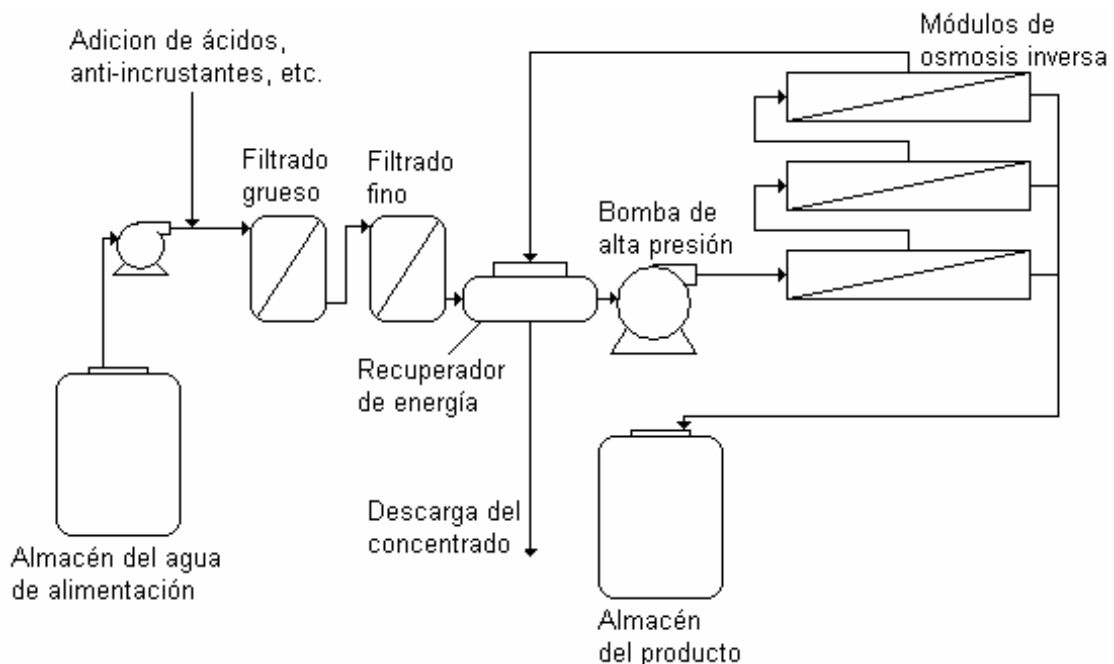 Adicion de ácidos,
anti-incrustantes, etc.
Módulos de
osmosis inversa
Filtrado
grueso
Filtrado
fino
Bomba de
alta presión
Recuperador
de energía
Descarga del
concentrado
Almacén del agua
de alimentación
Almacén
del producto